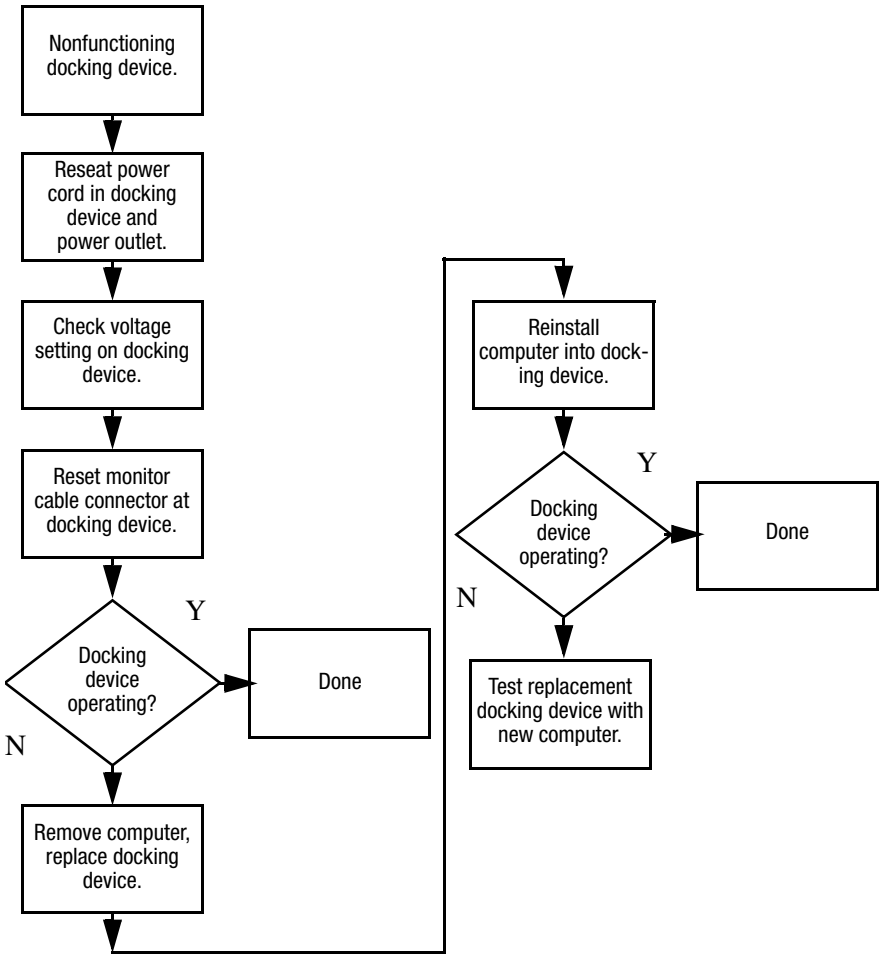 Nonfunctioning
docking device.
Reseat power
cord in docking
device and
power outlet.
Check voltage
setting on docking
device.
Reset monitor
cable connector at
docking device.
Y
Docking
device
operating?
Done
N
Remove computer,
replace docking
device.
Reinstall
computer into dock-
ing device.
Y
Docking
device
operating?
Done
N
Test replacement
docking device with
new computer.